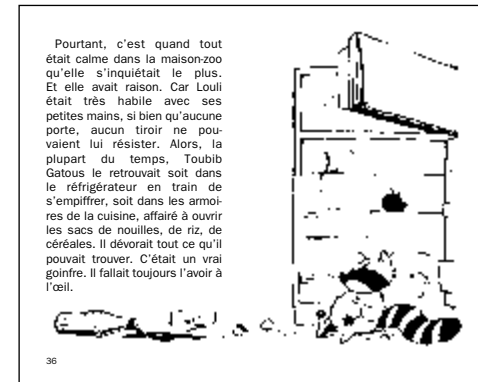 Pourtant, c'est quand tout
était calme dans la maison-zoo
qu'elle s'inquiétait le plus.
Et elle avait raison. Car Louli
était très habile avec ses
petites mains, si bien qu'aucune
porte, aucun tiroir ne pou-
vaient lui résister. Alors, la
plupart du temps, Toubib
Gatous le retrouvait soit dans
le réfrigérateur en train de
s'empiffrer, soit dans les armoi-
res de la cuisine, affairé à ouvrir
les sacs de nouilles, de riz, de
céréales. Il dévorait tout ce qu'il
pouvait trouver. C'était un vrai
goinfre. Il fallait toujours l'avoir à
l'œil.
36